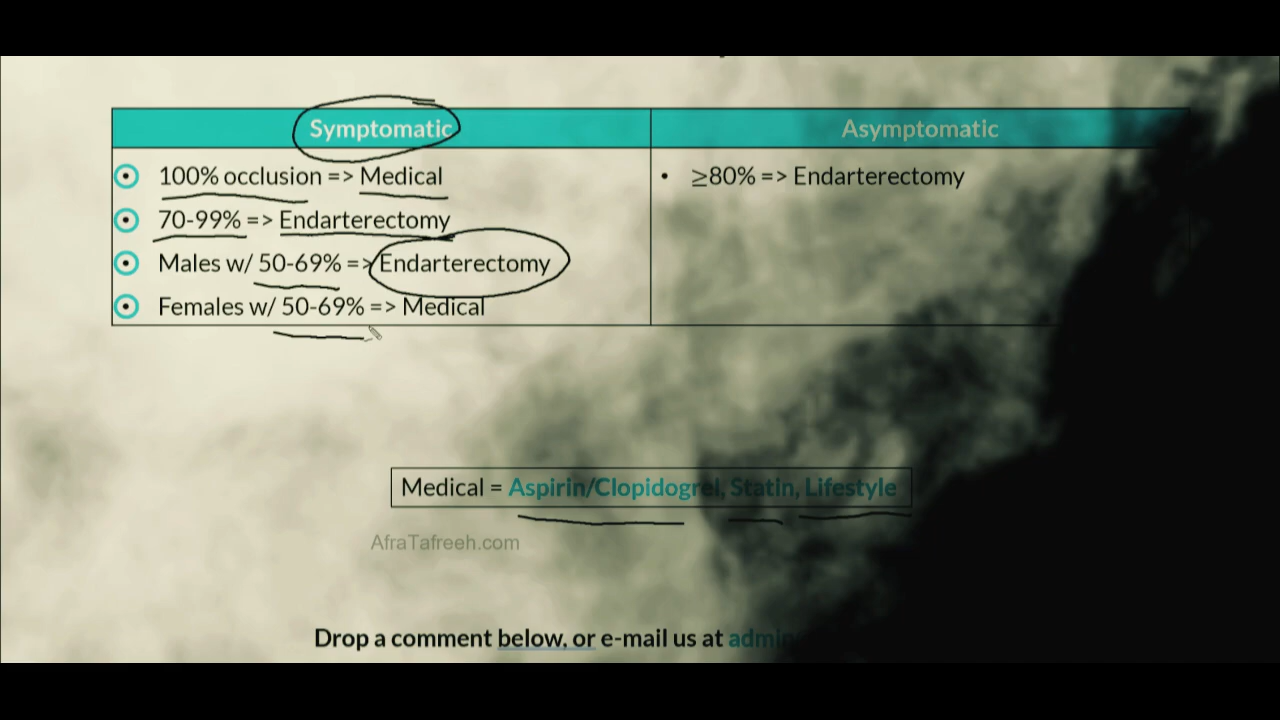 Symptomatic
Asymptomatic
100% occlusion => Medical
70-99% => Endarterectomy
Males w/ 50-69% => Endarterectomy
Females w/ 50-69% => Medical
• ≥80% => Endarterectomy
Medical = Aspirin/Clopidogrel, Statin, Lifestyle
AfraTafreeh.com
Drop a comment below, or e-mail us at